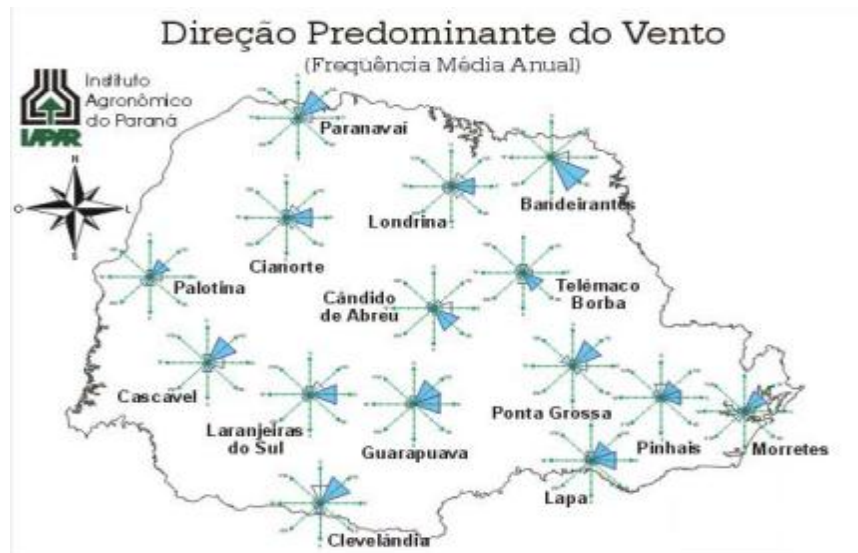 Direção Predominante do Vento
(Freqüência Média Anual)
Instituto
Agronômico
do Paraná
IAPAR
N
O
L
S
Paranavaí
Londrina
Bandeirantes
Cianorte
Palotina
Cândido
de Abreu
Telêmaco
Borba
Cascavel
Laranjeiras
do Sul
Guarapuava
Ponta Grossa
Pinhais
Morretes
Lapa
Clevelândia